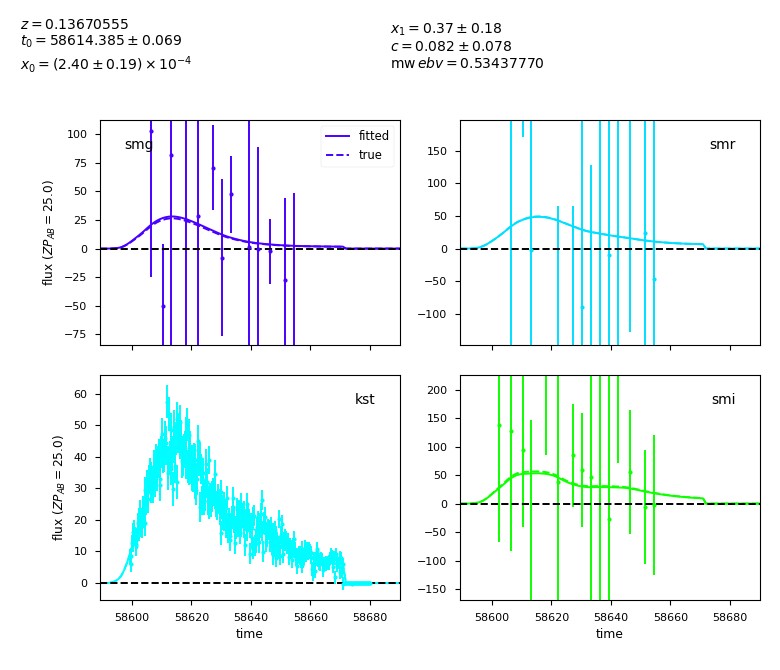 z = 0.13670555
t₀ = 58614.385 ± 0.069
x₀ = (2.40 ± 0.19) × 10⁻⁴
x₁ = 0.37 ± 0.18
c = 0.082 ± 0.078
mw ebv = 0.53437770
smg
fitted
true
100
75
50
25
0
−25
−50
−75
flux (ZP_AB = 25.0)
smr
150
100
50
0
−50
−100
kst
60
50
40
30
20
10
0
flux (ZP_AB = 25.0)
58600 58620 58640 58660 58680
time
smi
200
150
100
50
0
−50
−100
−150
58600 58620 58640 58660 58680
time